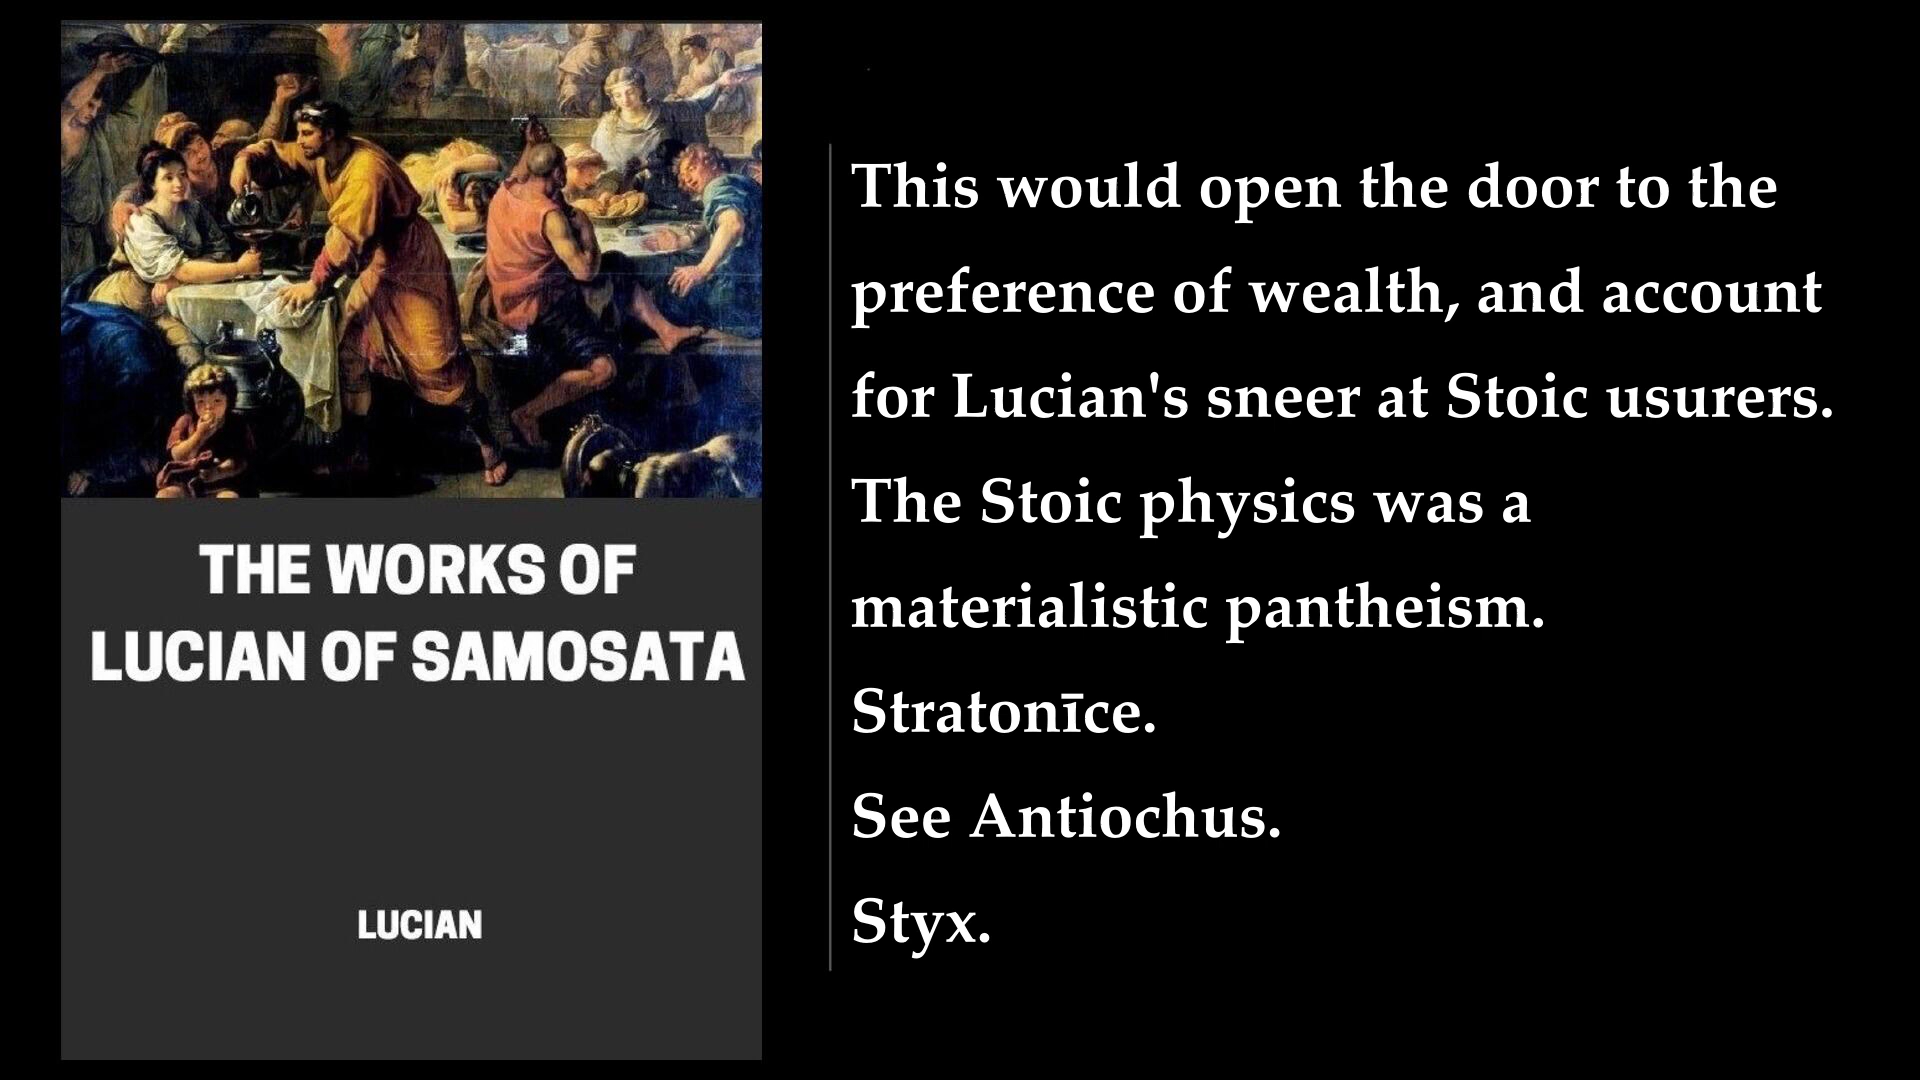 THE WORKS OF
LUCIAN OF SAMOSATA
LUCIAN
This would open the door to the
preference of wealth, and account
for Lucian's sneer at Stoic usurers.
The Stoic physics was a
materialistic pantheism.
Stratonīce.
See Antiochus.
Styx.